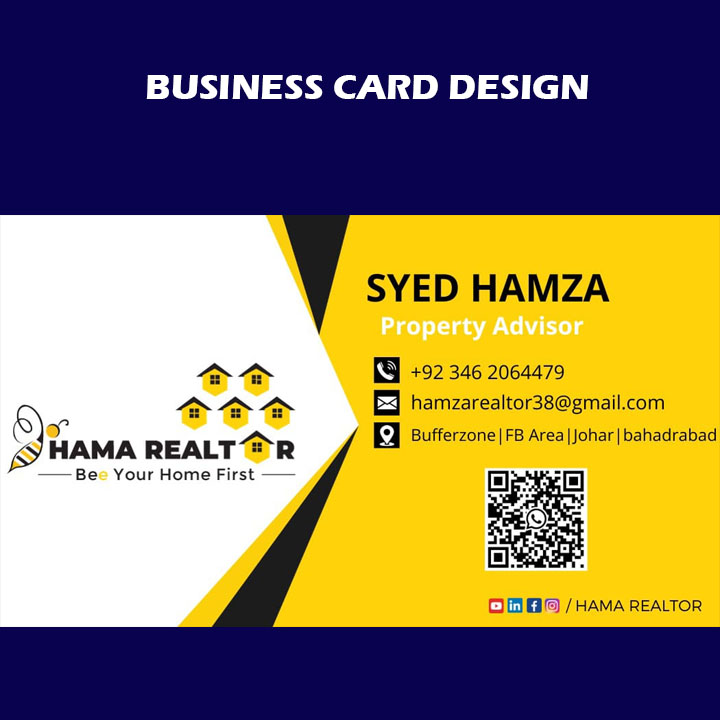 BUSINESS CARD DESIGN
SYED HAMZA
Property Advisor
+92 346 2064479
hamzarealtor38@gmail.com
Bufferzone|FB Area|Johar|bahadrabad
HAMA REALTOR
Bee Your Home First
/ HAMA REALTOR